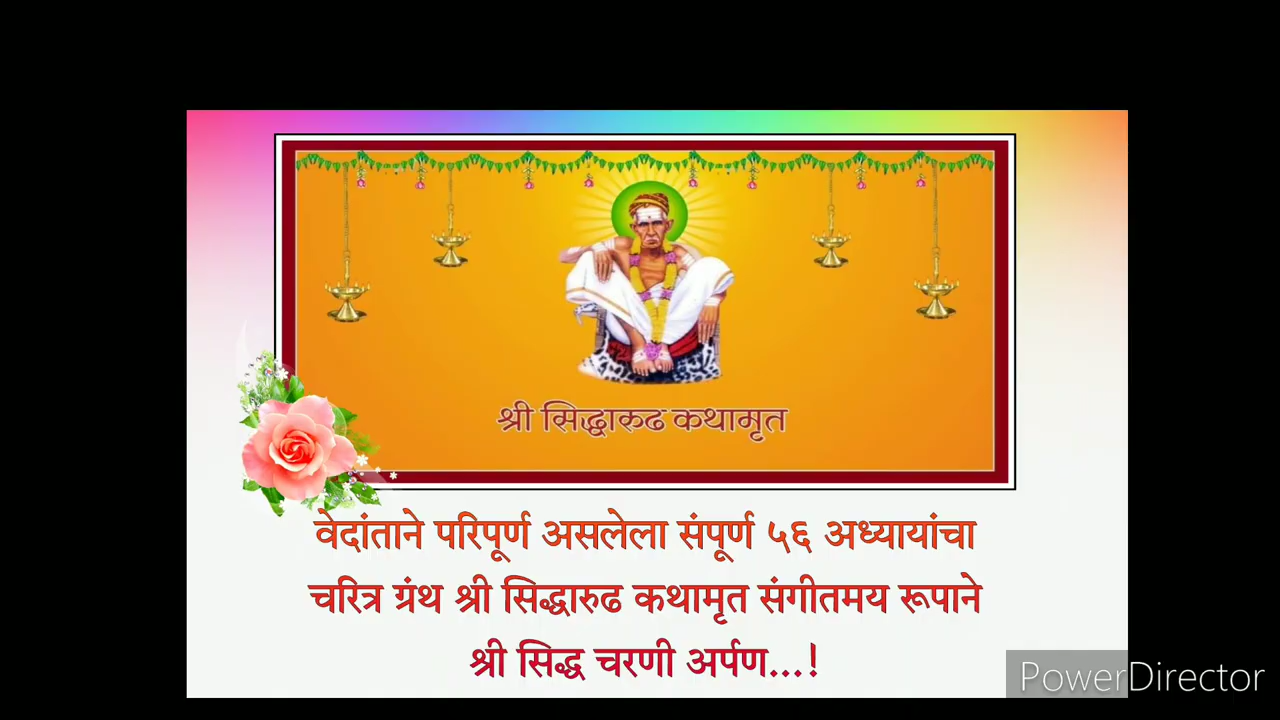 श्री सिद्धारुढ कथामृत
वेदांताने परिपूर्ण असलेला संपूर्ण ५६ अध्यायांचा
चरित्र ग्रंथ श्री सिद्धारुढ कथामृत संगीतमय रूपाने
श्री सिद्ध चरणी अर्पण...!
PowerDirector